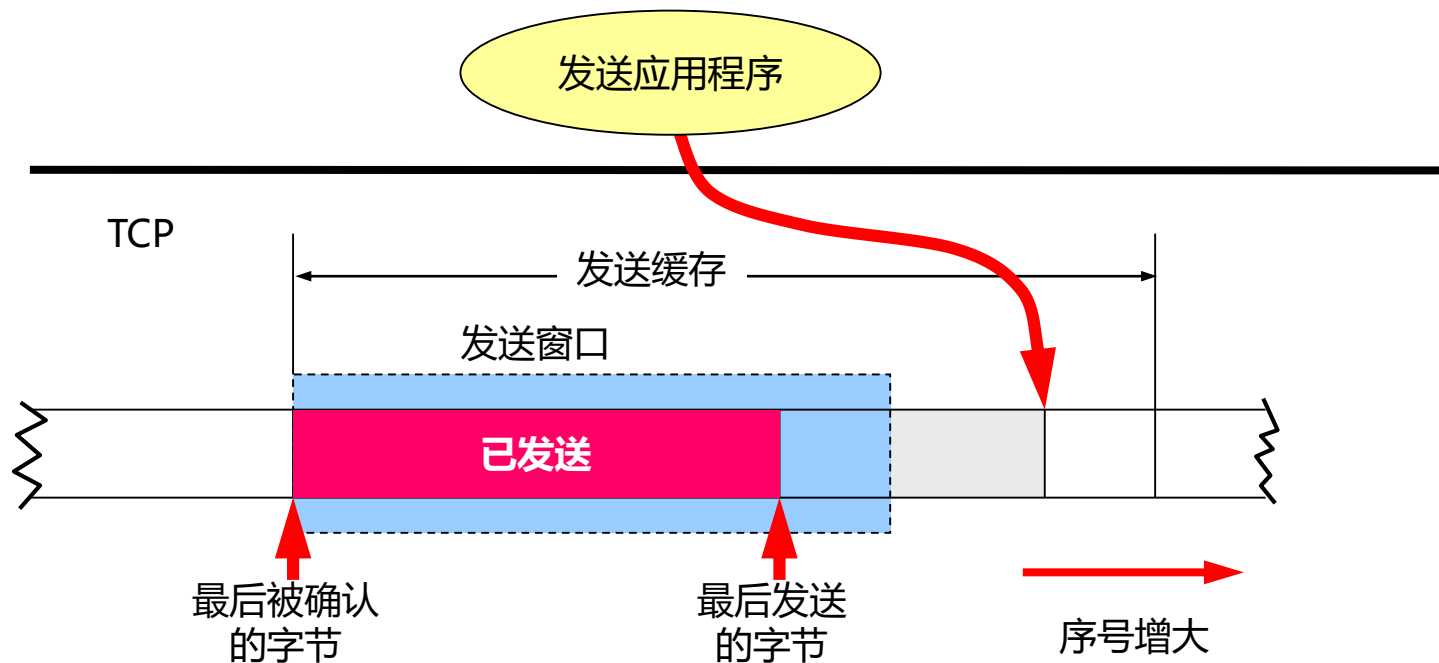 发送应用程序
TCP
发送缓存
发送窗口
已发送
最后被确认
的字节
最后发送
的字节
序号增大